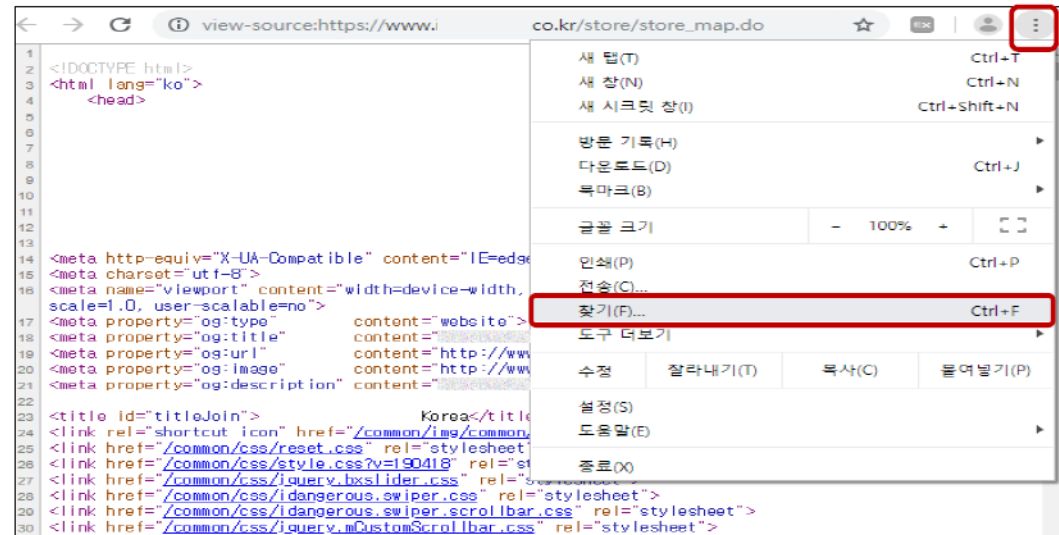 view-source:https://www.i co.kr/store/store_map.do
새 탭(T) Ctrl+T
새 창(N) Ctrl+N
새 시크릿 창(I) Ctrl+Shift+N
방문 기록(H)
다운로드(D) Ctrl+J
북마크(B)
글꼴 크기 - 100% +
인쇄(P) Ctrl+P
전송(C)...
찾기(F)... Ctrl+F
도구 더보기
수정 잘라내기(T) 복사(C) 붙여넣기(P)
설정(S)
도움말(E)
종료(X)
1
2 <!DOCTYPE html>
3 <html lang="ko">
4 <head>
5
6
7
8
9
10
11
12
13
14 <meta http-equiv="X-UA-Compatible" content="IE=edge
15 <meta charset="utf-8">
16 <meta name="viewport" content="width=device-width,
scale=1.0, user-scalable=no">
17 <meta property="og:type" content="website">
18 <meta property="og:title" content="
19 <meta property="og:url" content="http://www
20 <meta property="og:image" content="http://www
21 <meta property="og:description" content="
22
23 <title id="titleJoin"> Korea</title
24 <link rel="shortcut icon" href="/common/img/common/
25 <link href="/common/css/reset.css" rel="stylesheet"
26 <link href="/common/css/style.css?v=190418" rel="st
27 <link href="/common/css/jquery.bxslider.css" rel="stylesheet">
28 <link href="/common/css/idangerous.swiper.css" rel="stylesheet">
29 <link href="/common/css/idangerous.swiper.scrollbar.css" rel="stylesheet">
30 <link href="/common/css/jquery.mCustomScrollbar.css" rel="stylesheet">